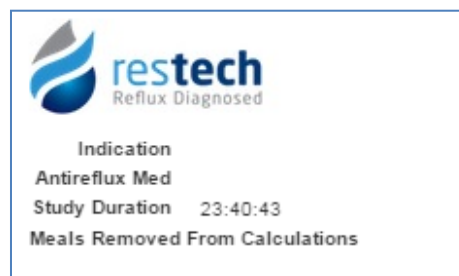 restech
Reflux Diagnosed
Indication
Antireflux Med
Study Duration 23:40:43
Meals Removed From Calculations